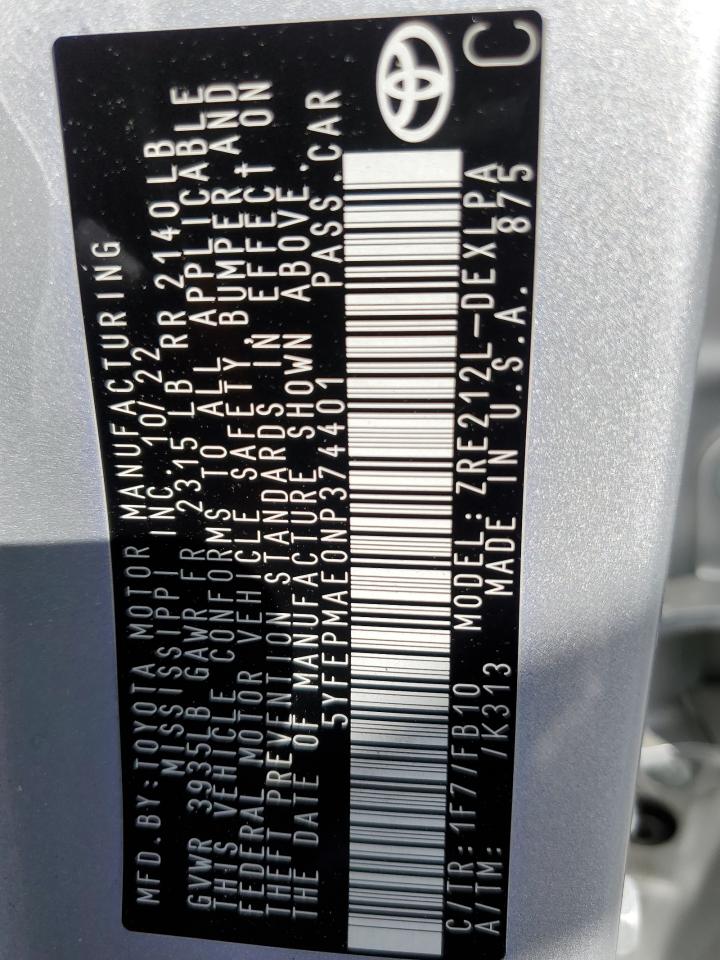 MFD.BY:TOYOTA MOTOR MANUFACTURING
MISSISSIPPI INC. 10/22
GVWR 3935LB GAWR FR 2315 LB RR 2140LB
THIS VEHICLE CONFORMS TO ALL APPLICABLE
FEDERAL MOTOR VEHICLE SAFETY, BUMPER, AND
THEFT PREVENTION STANDARDS IN EFFECT ON
THE DATE OF MANUFACTURE SHOWN ABOVE.
5YFEPMAE0NP374401 PASS.CAR
C/TR:1F7/FB10 MODEL:ZRE212L-DEXLPA
A/TM: /K313 MADE IN U.S.A. 875
C